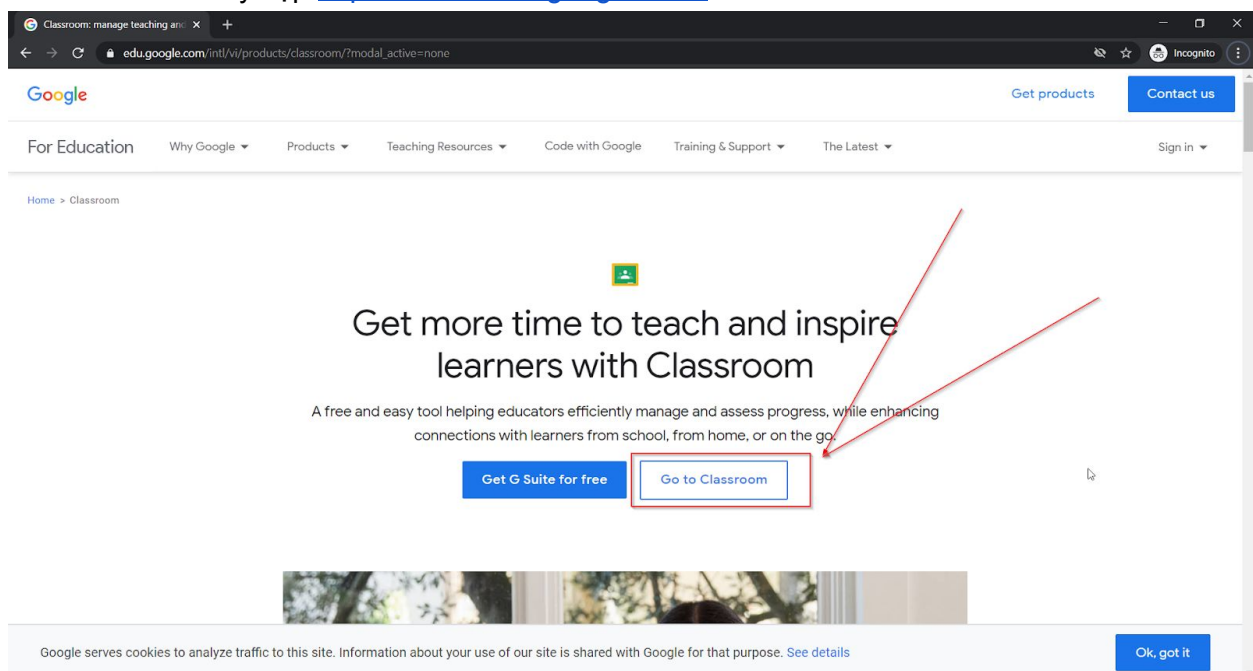 Classroom: manage teaching an
edu.google.com/intl/vi/products/classroom/?modal_active=none
Incognito
Google
Get products
Contact us
For Education
Why Google
Products
Teaching Resources
Code with Google
Training & Support
The Latest
Sign in
Home > Classroom
Get more time to teach and inspire
learners with Classroom
A free and easy tool helping educators efficiently manage and assess progress, while enhancing
connections with learners from school, from home, or on the go.
Get G Suite for free
Go to Classroom
Google serves cookies to analyze traffic to this site. Information about your use of our site is shared with Google for that purpose. See details
Ok, got it